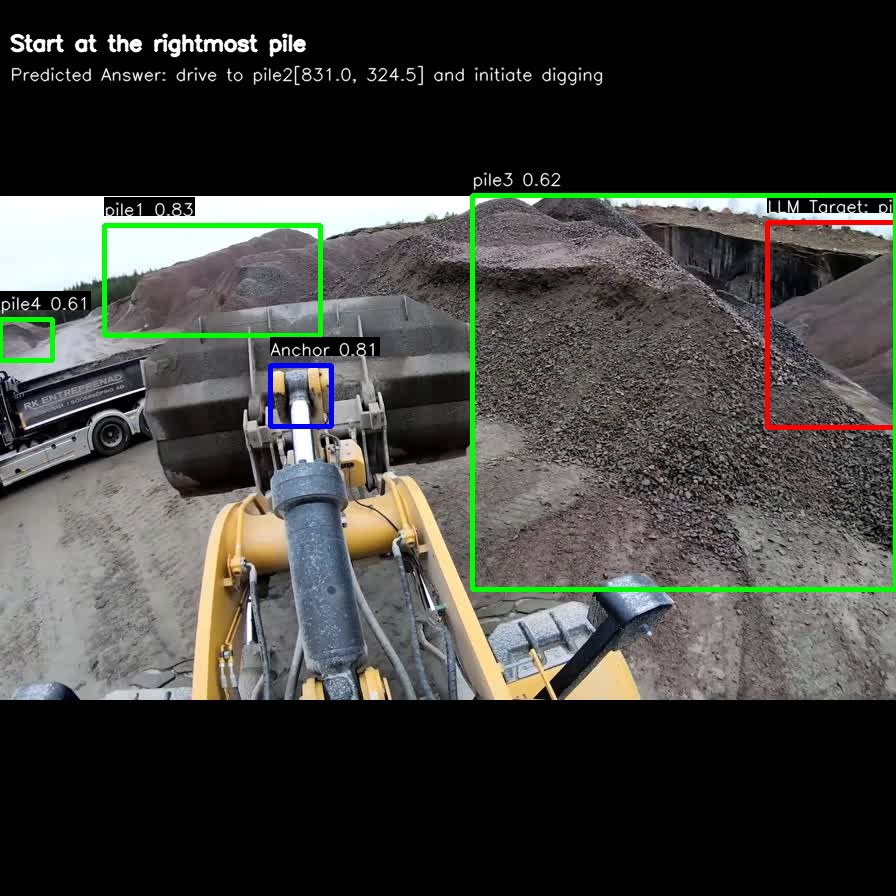 Start at the rightmost pile
Predicted Answer: drive to pile2[831.0, 324.5] and initiate digging
pile3 0.62
pile1 0.83
LLM Target: pi
pile4 0.61
Anchor 0.81
RK ENTREPRENAD